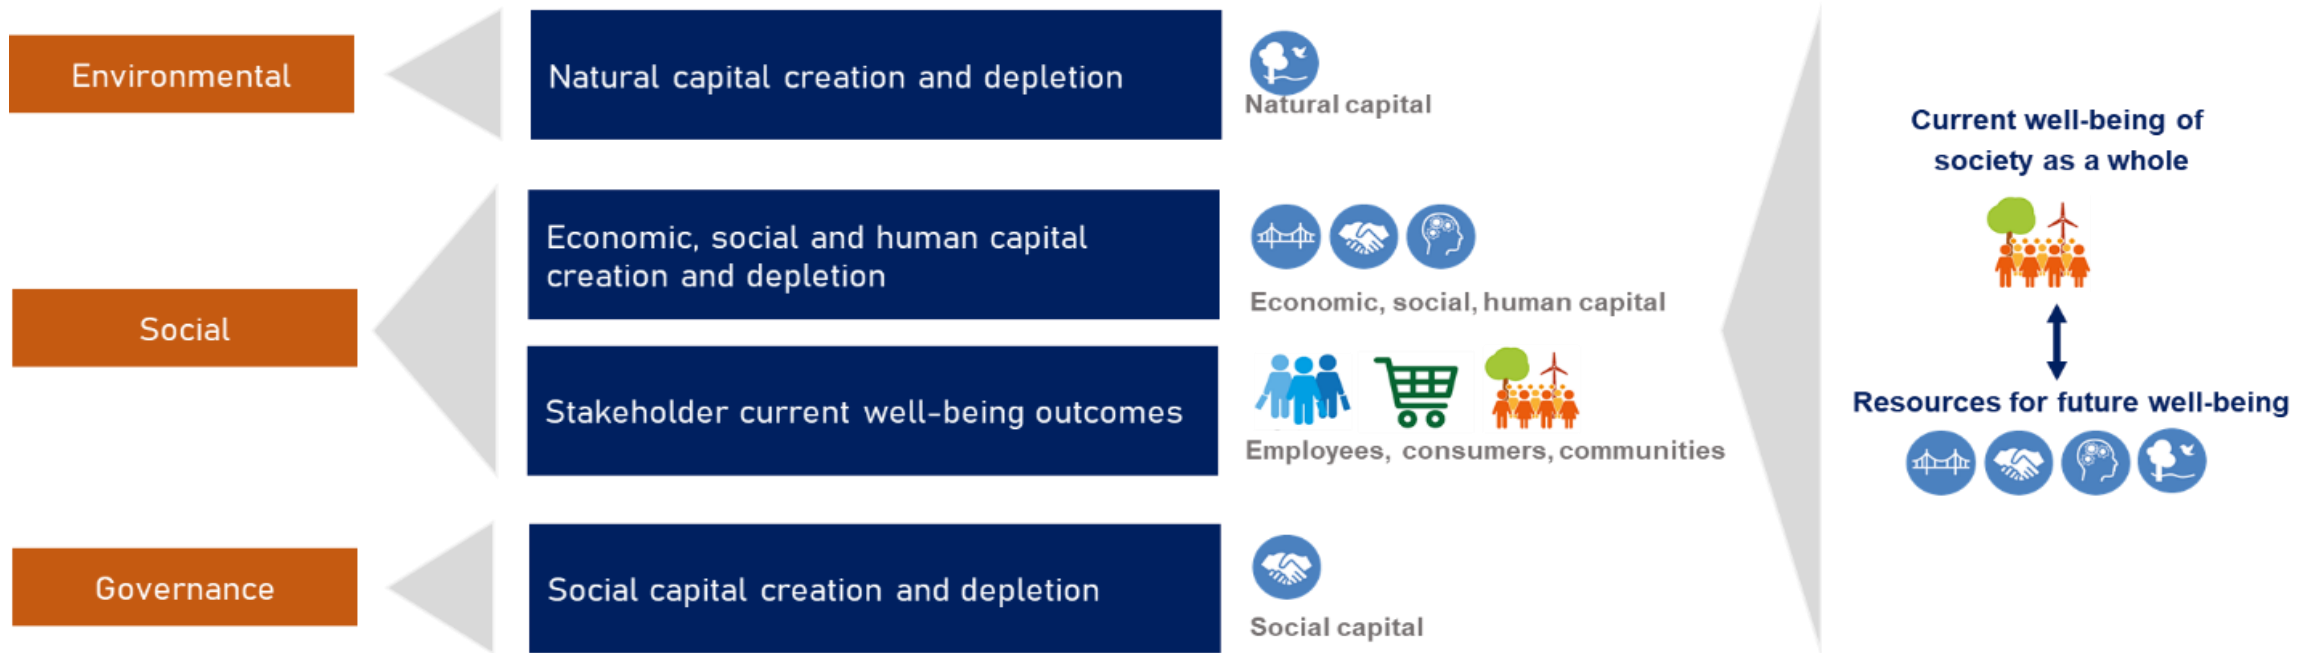 Environmental
Natural capital creation and depletion
Natural capital
Social
Economic, social and human capital
creation and depletion
Economic, social, human capital
Stakeholder current well-being outcomes
Employees, consumers, communities
Governance
Social capital creation and depletion
Social capital
Current well-being of
society as a whole
Resources for future well-being